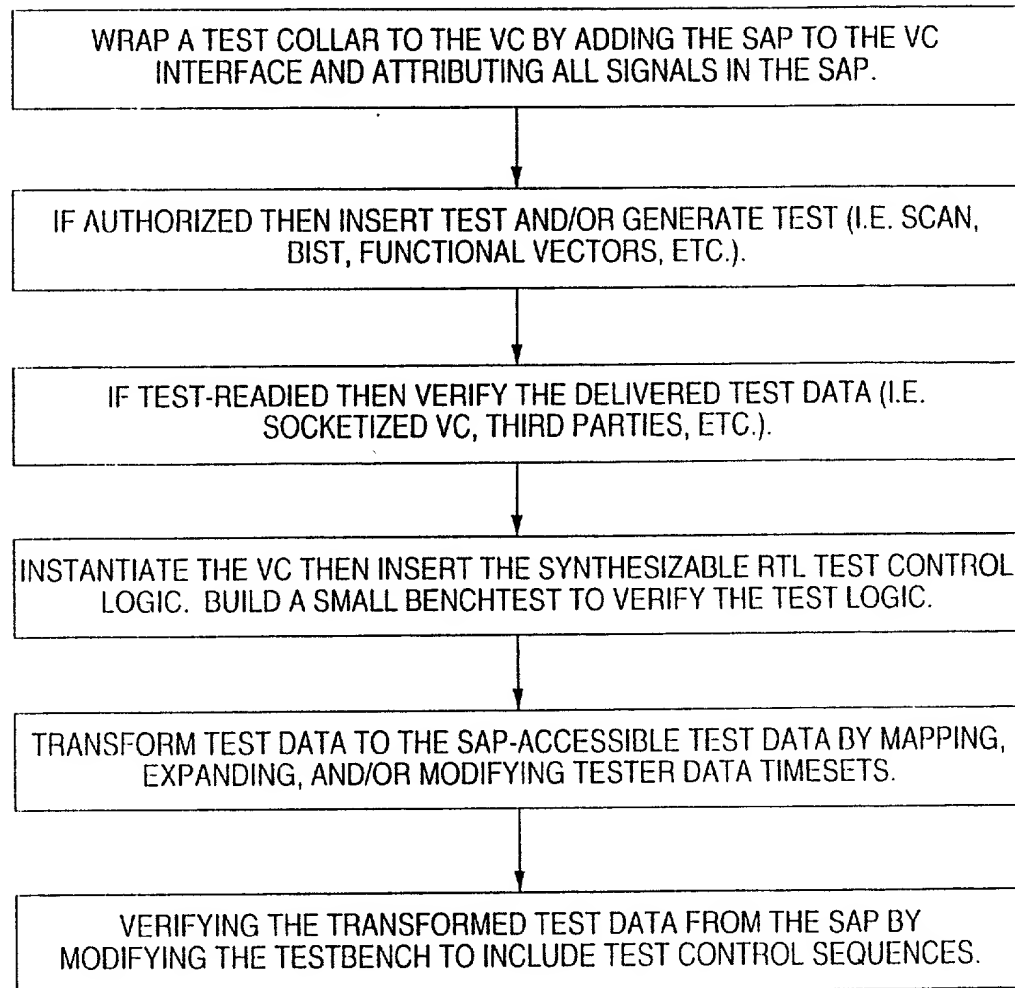 WRAP A TEST COLLAR TO THE VC BY ADDING THE SAP TO THE VC
INTERFACE AND ATTRIBUTING ALL SIGNALS IN THE SAP.
IF AUTHORIZED THEN INSERT TEST AND/OR GENERATE TEST (I.E. SCAN,
BIST, FUNCTIONAL VECTORS, ETC.).
IF TEST-READIED THEN VERIFY THE DELIVERED TEST DATA (I.E.
SOCKETIZED VC, THIRD PARTIES, ETC.).
INSTANTIATE THE VC THEN INSERT THE SYNTHESIZABLE RTL TEST CONTROL
LOGIC. BUILD A SMALL BENCHTEST TO VERIFY THE TEST LOGIC.
TRANSFORM TEST DATA TO THE SAP-ACCESSIBLE TEST DATA BY MAPPING,
EXPANDING, AND/OR MODIFYING TESTER DATA TIMESETS.
VERIFYING THE TRANSFORMED TEST DATA FROM THE SAP BY
MODIFYING THE TESTBENCH TO INCLUDE TEST CONTROL SEQUENCES.